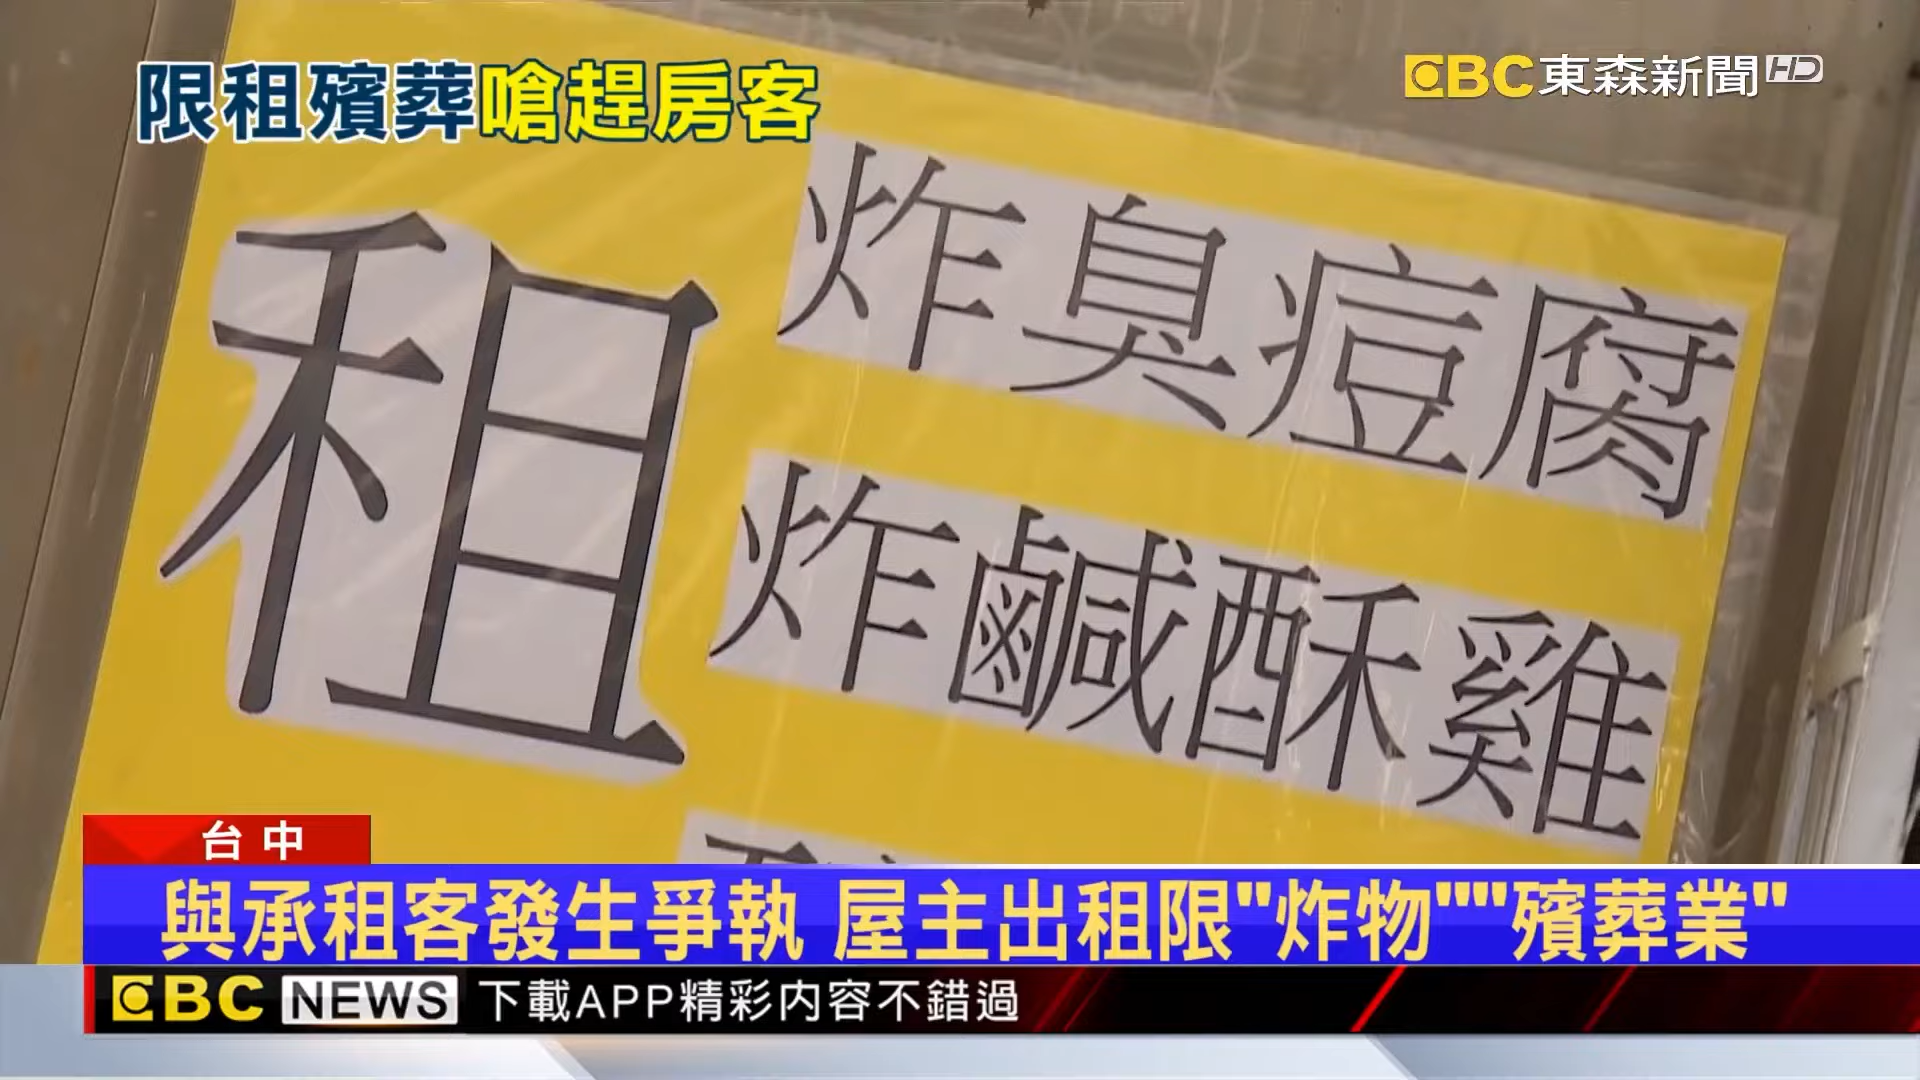 限租殯葬嗆趕房客
EBC東森新聞HD
租
炸臭痘腐
炸鹹酥雞
台中
與承租客發生爭執 屋主出租限"炸物""殯葬業"
EBC NEWS 下載APP精彩內容不錯過